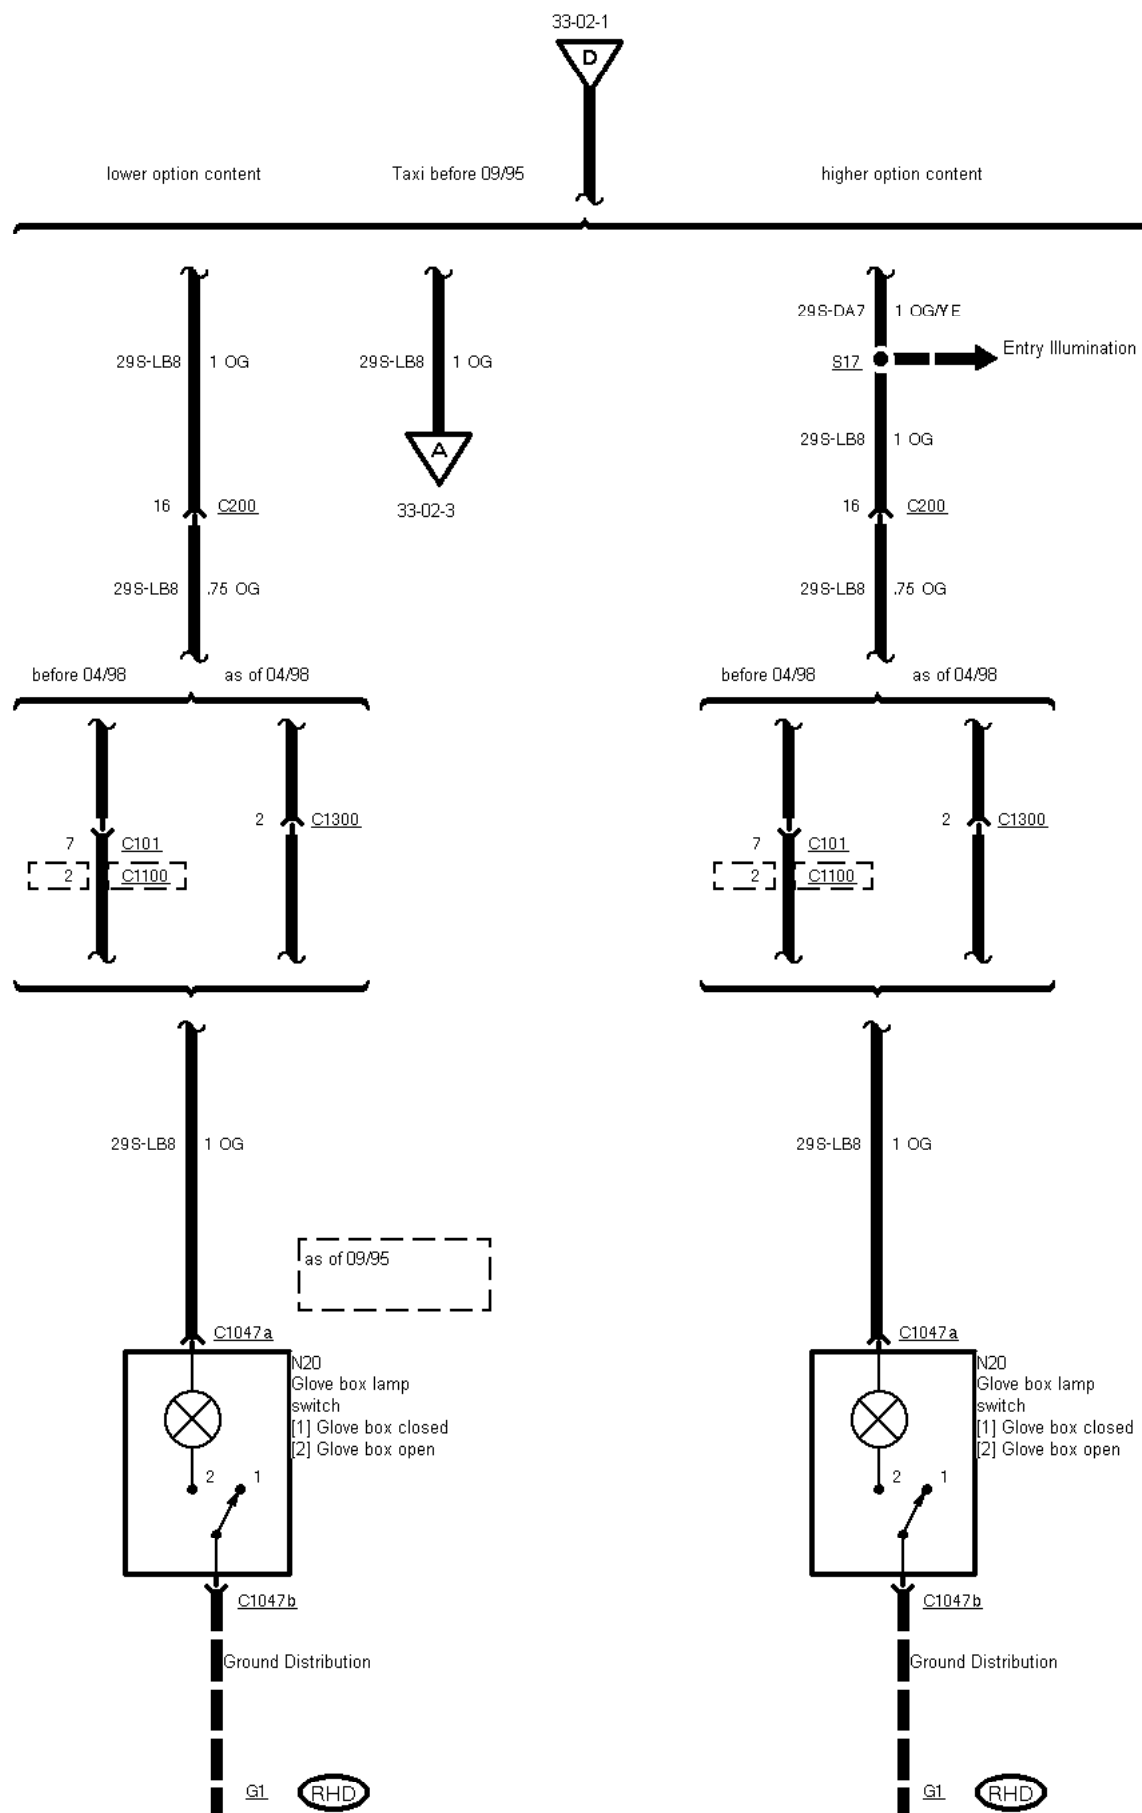 33-02-1
D
lower option content
Taxi before 09/95
higher option content
29S-DA7 1 OG/YE
S17
Entry Illumination
29S-LB8 1 OG
29S-LB8 1 OG
A
33-02-3
29S-LB8 1 OG
16 C200
16 C200
29S-LB8 .75 OG
29S-LB8 .75 OG
before 04/98
as of 04/98
before 04/98
as of 04/98
2 C1300
7 C101
2 C1100
2 C1300
7 C101
2 C1100
29S-LB8 1 OG
29S-LB8 1 OG
as of 09/95
C1047a
N20
Glove box lamp
switch
[1] Glove box closed
[2] Glove box open
2 1
C1047b
Ground Distribution
G1 RHD
C1047a
N20
Glove box lamp
switch
[1] Glove box closed
[2] Glove box open
2 1
C1047b
Ground Distribution
G1 RHD